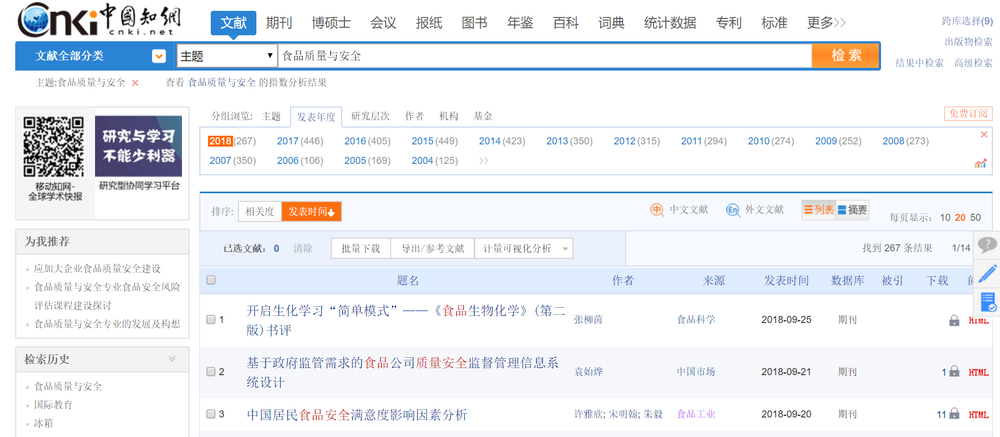 Cnki中國知網
cnki.net
文献 期刊 博硕士 会议 报纸 图书 年鉴 百科 词典 统计数据 专利 标准 更多>>
跨库选择(9)
出版物检索
结果中检索 高级检索
文献全部分类 主题 食品质量与安全 检索
主题:食品质量与安全 查看 食品质量与安全 的指数分析结果
研究与学习
不能少利器
移动知网-
全球学术快报
研究型协同学习平台
分组浏览: 主题 发表年度 研究层次 作者 机构 基金
免费订阅
2018(267) 2017(446) 2016(405) 2015(449) 2014(423) 2013(350) 2012(315) 2011(294) 2010(274) 2009(252) 2008(273)
2007(350) 2006(106) 2005(169) 2004(125) >>
排序: 相关度 发表时间 中 中文文献 En 外文文献 列表 摘要 每页显示: 10 20 50
已选文献: 0 清除 批量下载 导出/参考文献 计量可视化分析 找到 267 条结果 1/14
为我推荐
应加大企业食品质量安全建设
食品质量与安全专业食品安全风险
评估课程建设探讨
食品质量与安全专业的发展及构想
检索历史
食品质量与安全
国际教育
冰箱
题名 作者 来源 发表时间 数据库 被引 下载
1 开启生化学习“简单模式”——《食品生物化学》(第二
版)书评 张柳茵 食品科学 2018-09-25 期刊 HTML
2 基于政府监管需求的食品公司质量安全监督管理信息系
统设计 袁始烨 中国市场 2018-09-21 期刊 1 HTML
3 中国居民食品安全满意度影响因素分析 许雅欣; 宋明翰; 朱毅 食品工业 2018-09-20 期刊 11 HTML